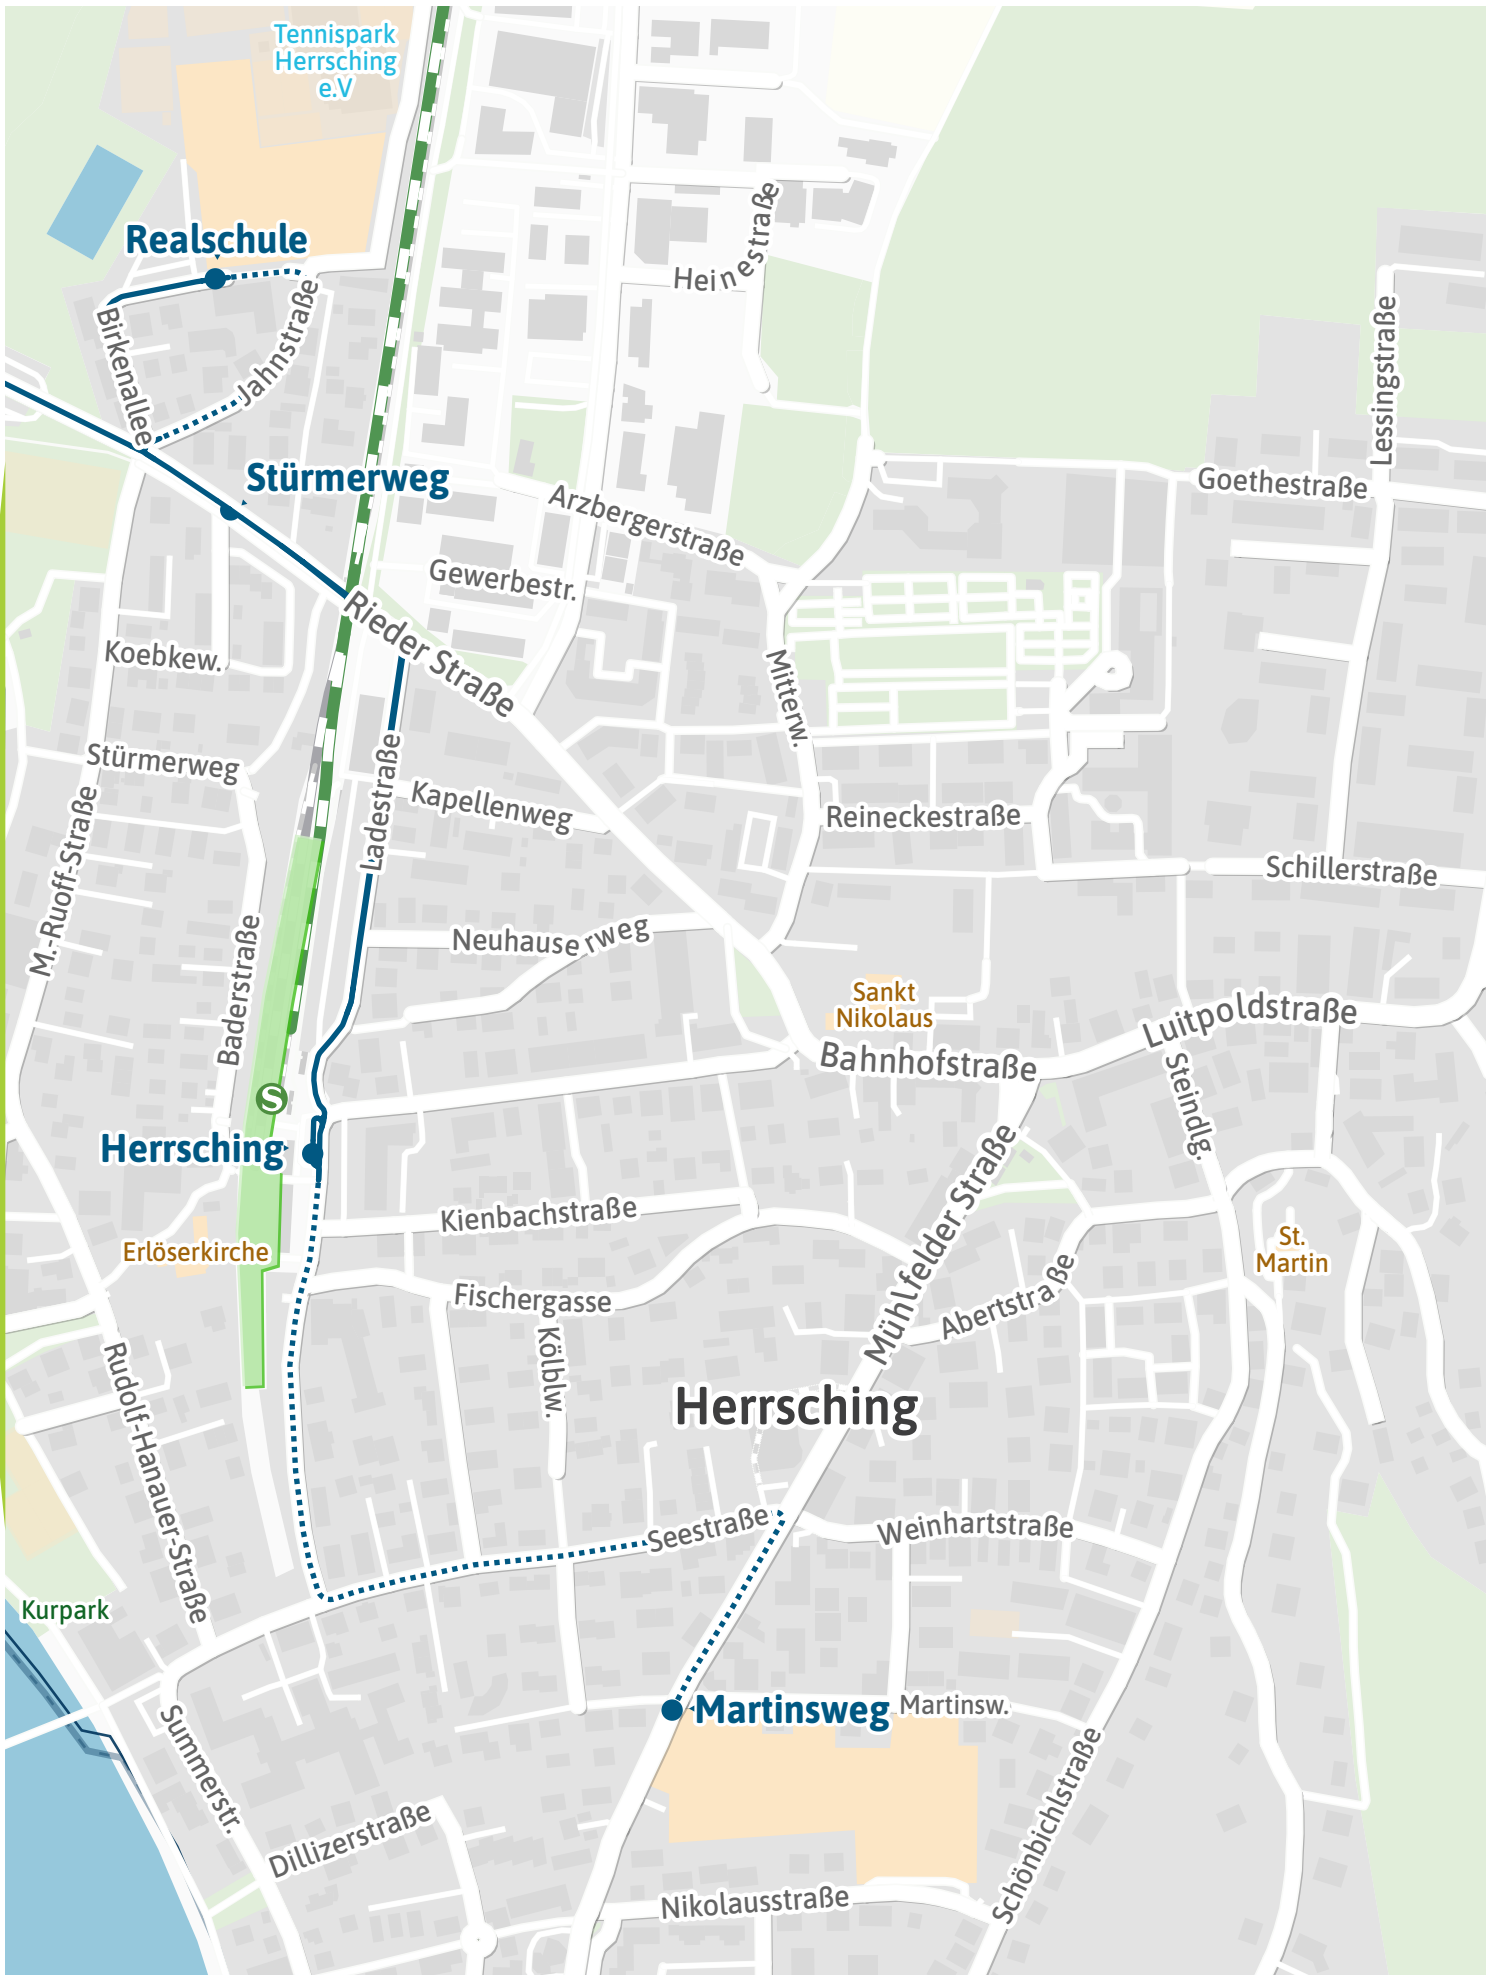 Tennispark
Herrsching
e.V
Realschule
Heinestraße
Birkenallee
Jahnstraße
Lessingstraße
Stürmerweg
Goethestraße
Arzbergerstraße
Gewerbestr.
Rieder Straße
Koebkew.
Mitterw.
Stürmerweg
Ladestraße
Kapellenweg
M.-Ruoff-Straße
Reineckestraße
Schillerstraße
Baderstraße
Neuhauserweg
Sankt
Nikolaus
Luitpoldstraße
Bahnhofstraße
Steindlg.
S
Herrsching
Mühlfelder Straße
Kienbachstraße
Erlöserkirche
St.
Martin
Abertstraße
Fischergasse
Kölblw.
Rudolf-Hanauer-Straße
Herrsching
Seestraße
Weinhartstraße
Kurpark
Martinsweg
Martinsw.
Summerstr.
Schönbichlstraße
Dillizerstraße
Nikolausstraße